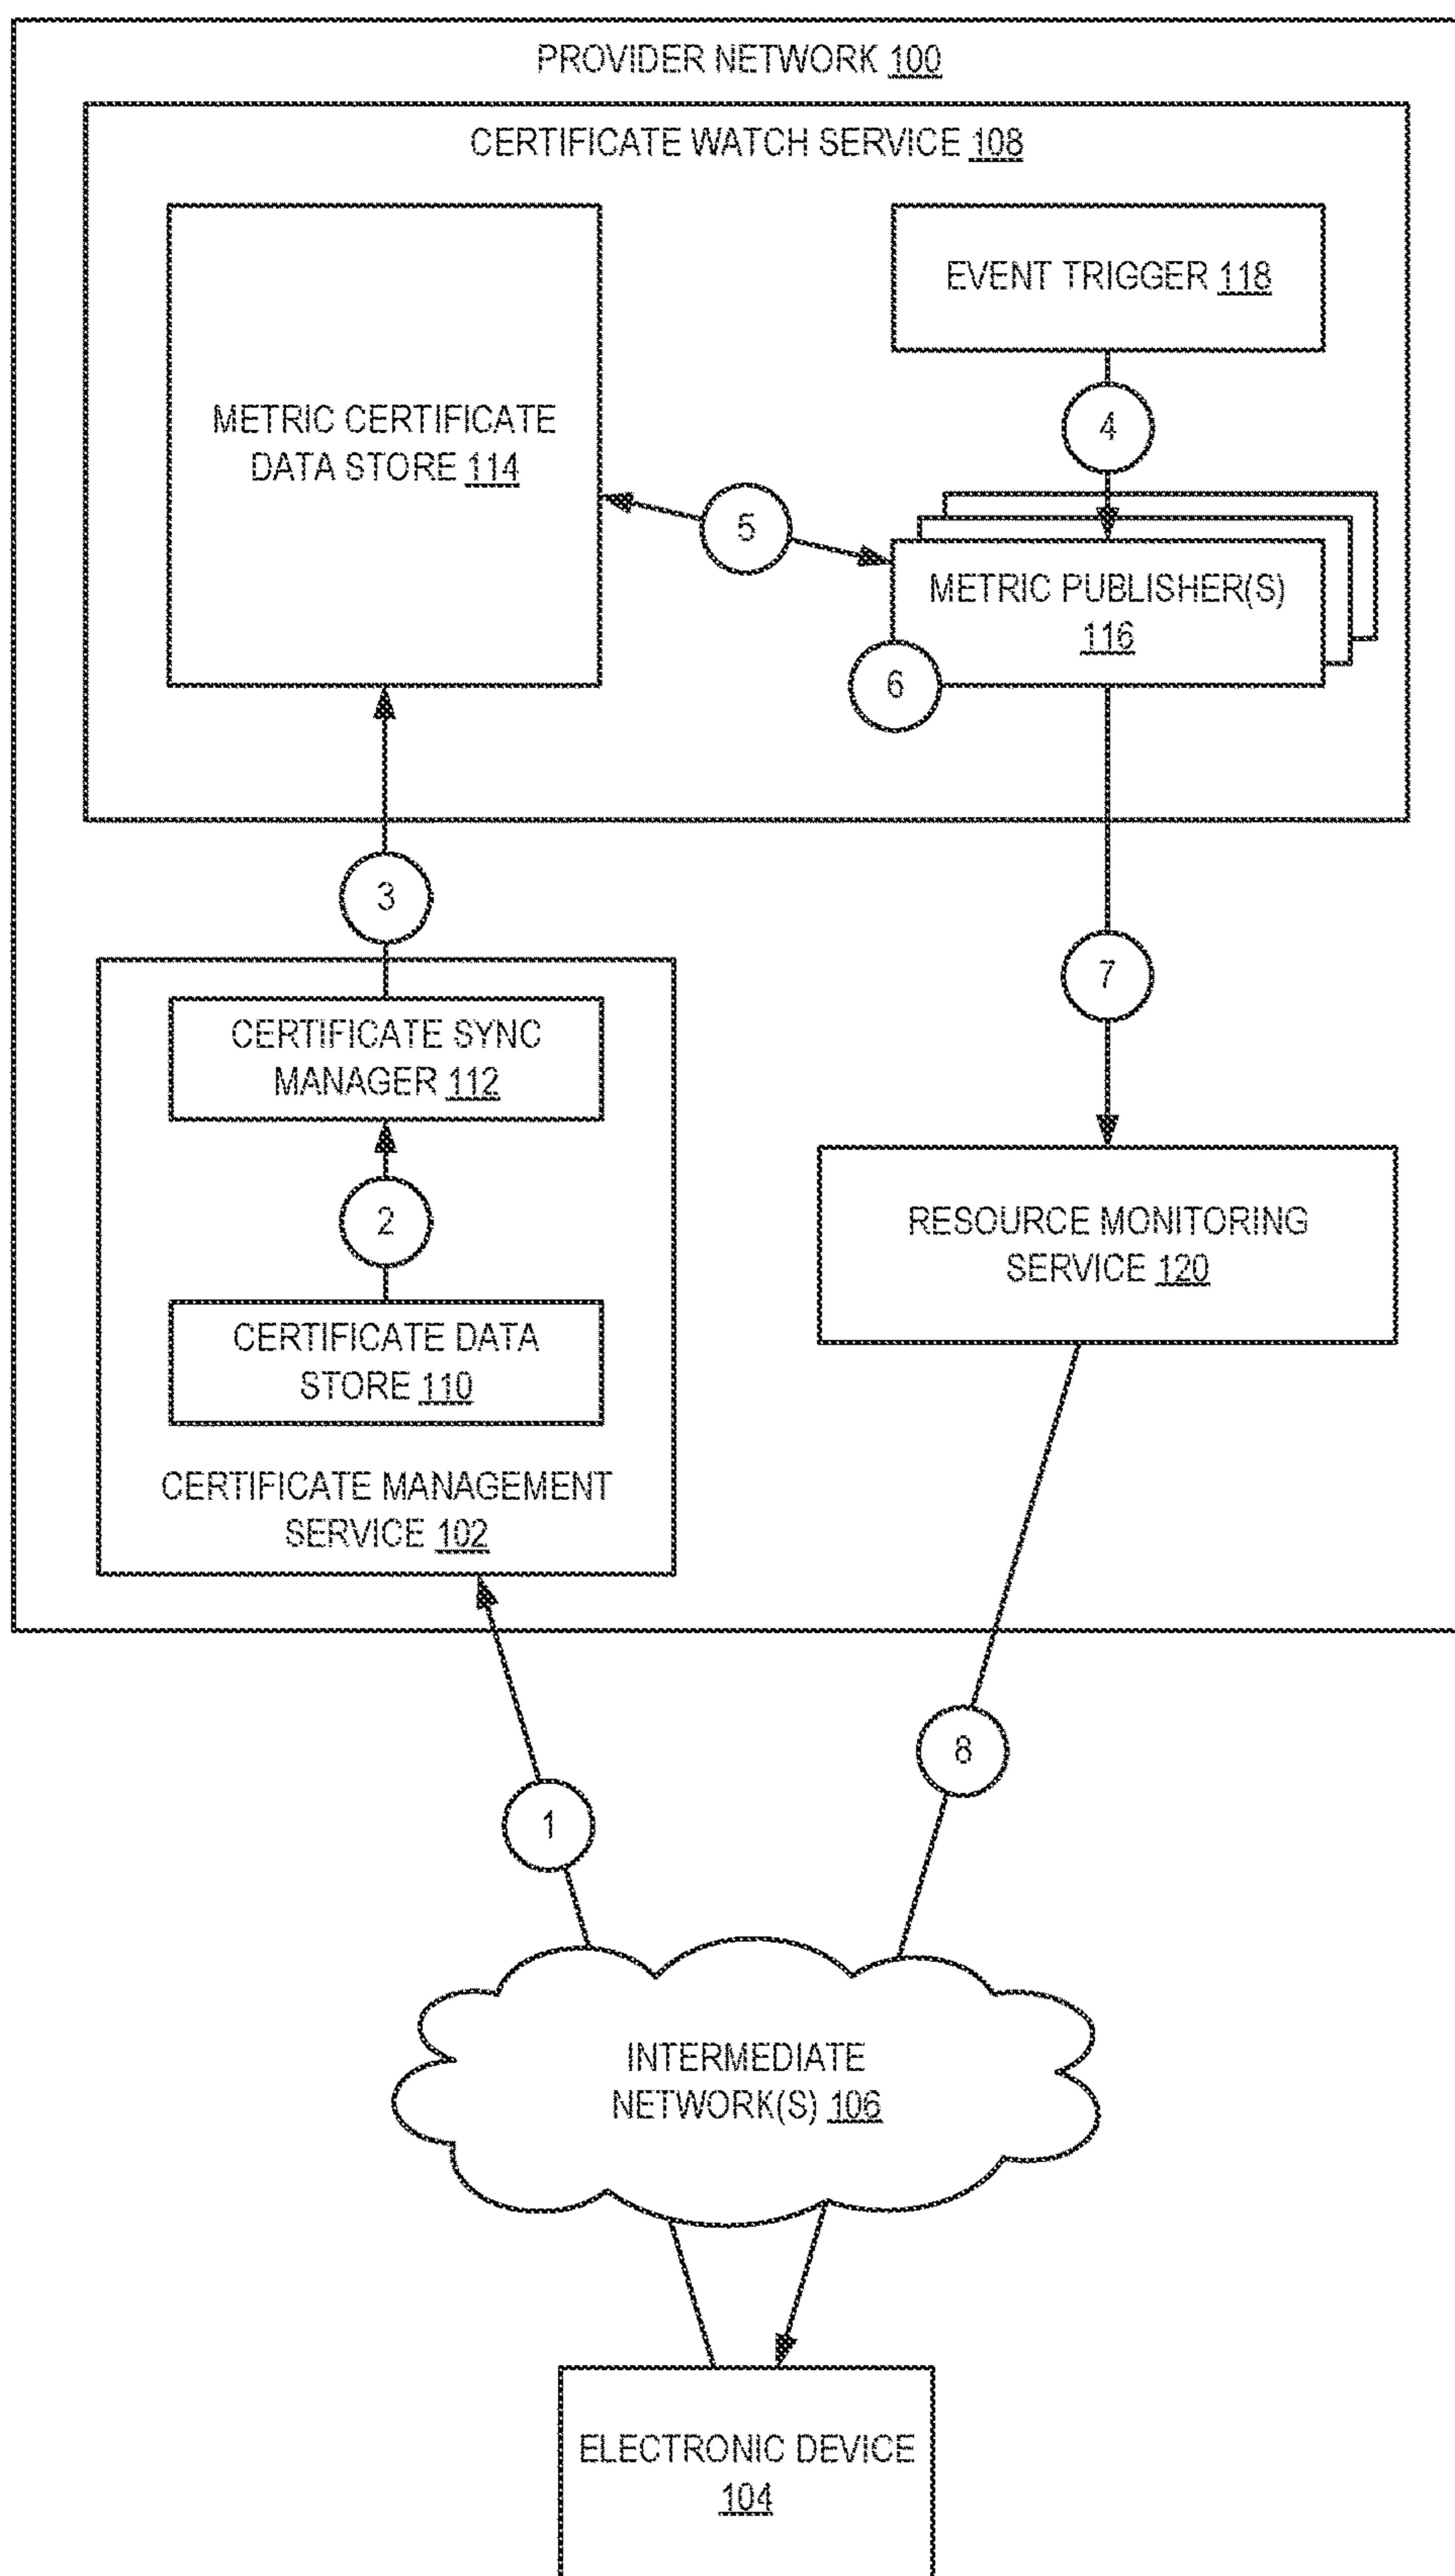 PROVIDER NETWORK 100
CERTIFICATE WATCH SERVICE 108
METRIC CERTIFICATE
DATA STORE 114
EVENT TRIGGER 118
4
5
METRIC PUBLISHER(S)
116
6
3
7
CERTIFICATE SYNC
MANAGER 112
2
CERTIFICATE DATA
STORE 110
CERTIFICATE MANAGEMENT
SERVICE 102
RESOURCE MONITORING
SERVICE 120
8
1
INTERMEDIATE
NETWORK(S) 106
ELECTRONIC DEVICE
104